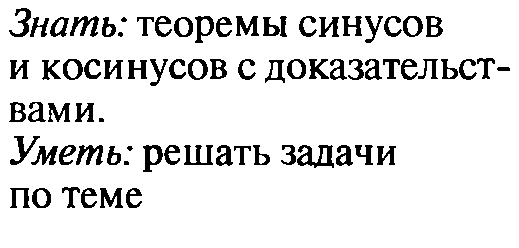 Знать: теоремы синусов
и косинусов с доказательст-
вами.
Уметь: решать задачи
по теме